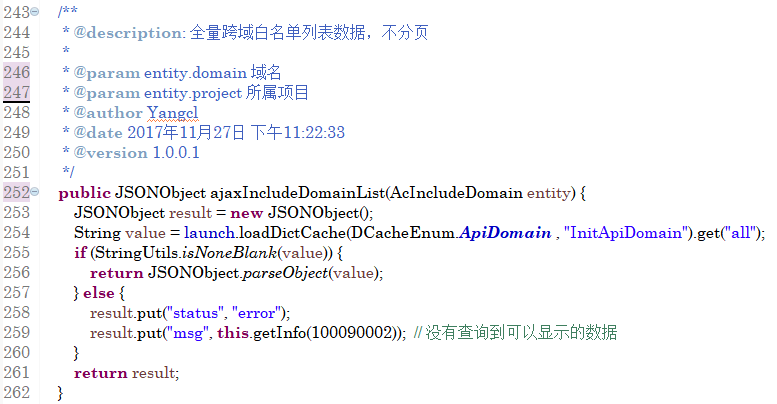 243 /**
244 * @description: 全量跨域白名单列表数据，不分页
245 *
246 * @param entity.domain 域名
247 * @param entity.project 所属项目
248 * @author Yangcl
249 * @date 2017年11月27日 下午11:22:33
250 * @version 1.0.0.1
251 */
252 public JSONObject ajaxIncludeDomainList(AcIncludeDomain entity) {
253 JSONObject result = new JSONObject();
254 String value = launch.loadDictCache(DCacheEnum.ApiDomain , "InitApiDomain").get("all");
255 if (StringUtils.isNoneBlank(value)) {
256 return JSONObject.parseObject(value);
257 } else {
258 result.put("status", "error");
259 result.put("msg", this.getInfo(100090002)); // 没有查询到可以显示的数据
260 }
261 return result;
262 }